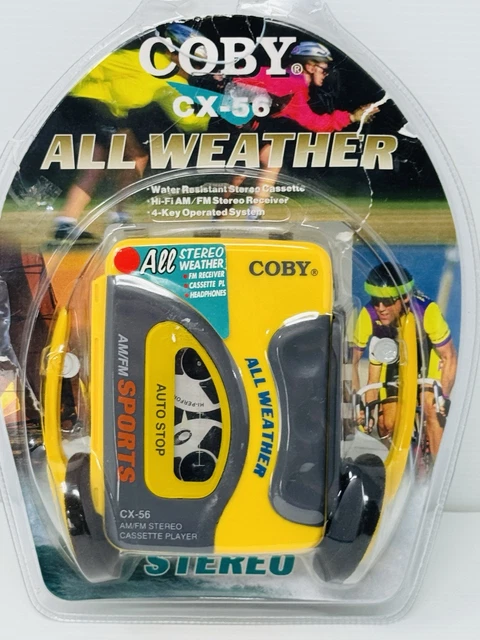 COBY®
CX-56
ALL WEATHER
• Water Resistant Stereo Cassette
• Hi-Fi AM/FM Stereo Receiver
• 4-Key Operated System
All STEREO
WEATHER
• FM RECEIVER
• CASSETTE PL
• HEADPHONES
COBY®
AM/FM SPORTS
AUTO STOP
ALL WEATHER
CX-56
AM/FM STEREO
CASSETTE PLAYER
STEREO